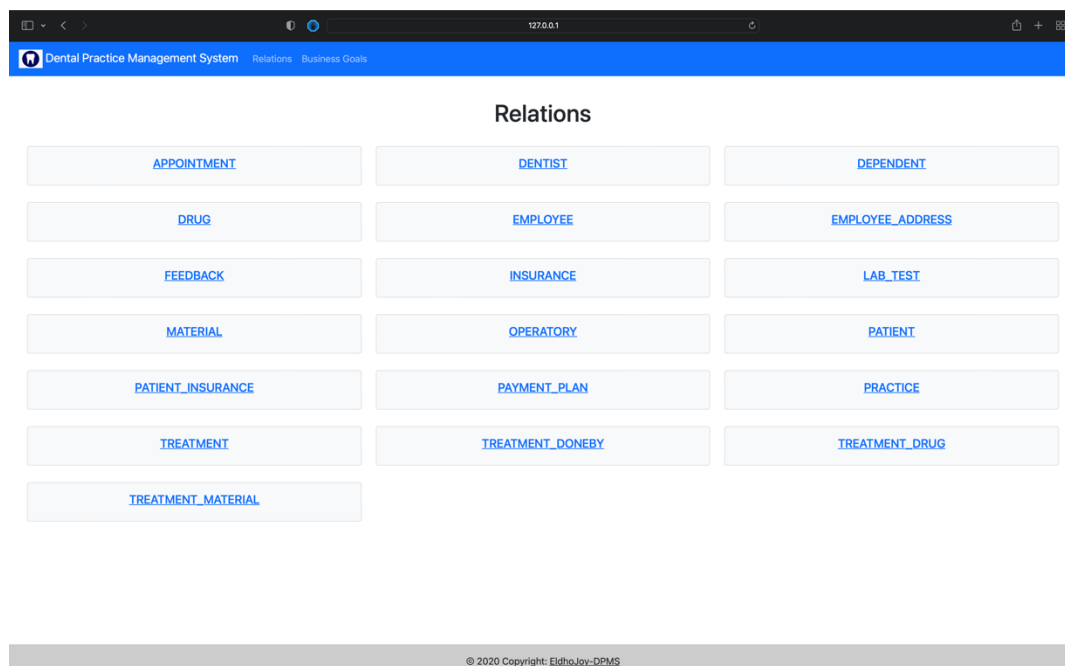 127.0.0.1
Dental Practice Management System Relations Business Goals
Relations
APPOINTMENT DENTIST DEPENDENT
DRUG EMPLOYEE EMPLOYEE_ADDRESS
FEEDBACK INSURANCE LAB_TEST
MATERIAL OPERATORY PATIENT
PATIENT_INSURANCE PAYMENT_PLAN PRACTICE
TREATMENT TREATMENT_DONEBY TREATMENT_DRUG
TREATMENT_MATERIAL
© 2020 Copyright: EldhoJoy-DPMS